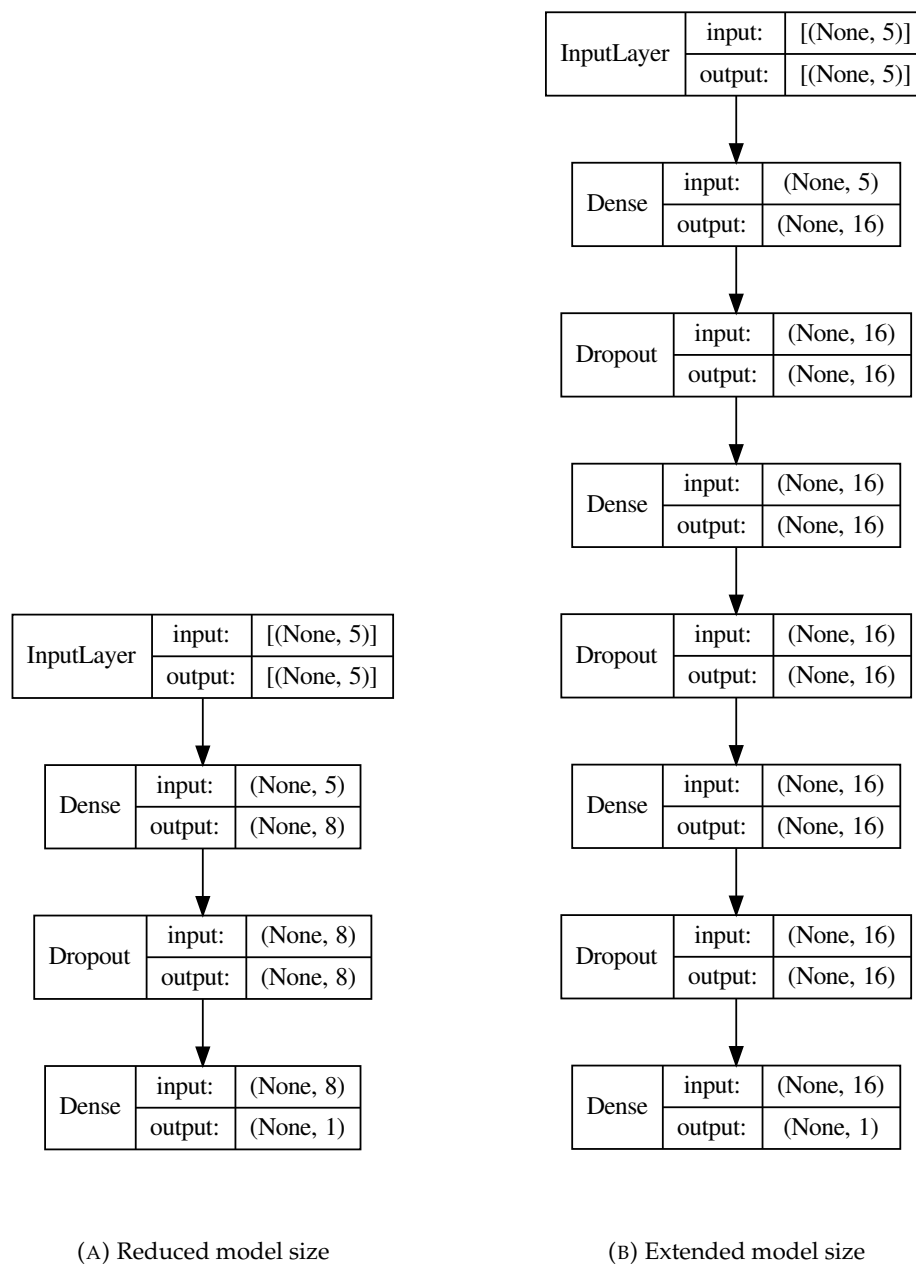 InputLayer
input: [(None, 5)]
output: [(None, 5)]
Dense
input: (None, 5)
output: (None, 8)
Dropout
input: (None, 8)
output: (None, 8)
Dense
input: (None, 8)
output: (None, 1)
(A) Reduced model size
InputLayer
input: [(None, 5)]
output: [(None, 5)]
Dense
input: (None, 5)
output: (None, 16)
Dropout
input: (None, 16)
output: (None, 16)
Dense
input: (None, 16)
output: (None, 16)
Dropout
input: (None, 16)
output: (None, 16)
Dense
input: (None, 16)
output: (None, 16)
Dropout
input: (None, 16)
output: (None, 16)
Dense
input: (None, 16)
output: (None, 1)
(B) Extended model size